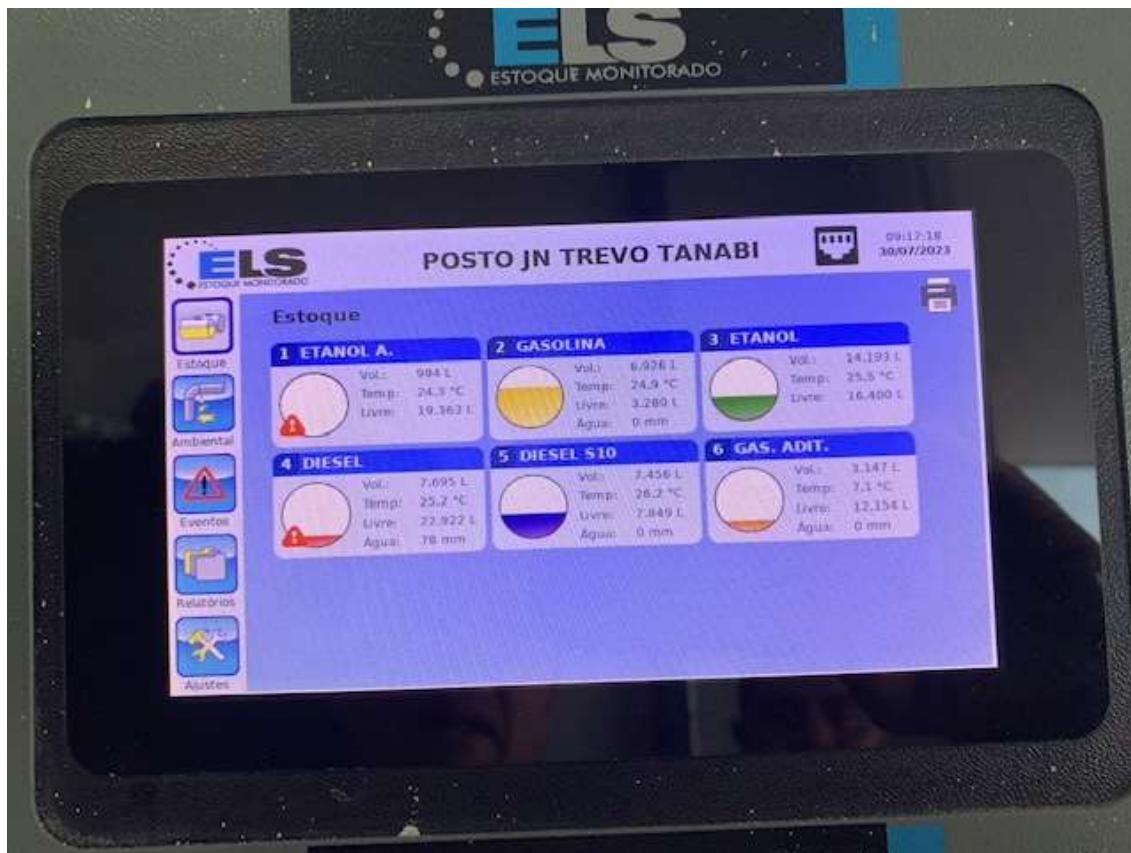 ELS
ESTOQUE MONITORADO
ELS
ESTOQUE MONITORADO
POSTO JN TREVO TANABI
09:17:18
30/07/2023
Estoque
Estoque
Ambiental
Eventos
Relatórios
Ajustes
1 ETANOL A.
Vol.: 984 L
Temp: 24,3 °C
Livre: 19.363 L
2 GASOLINA
Vol.: 6.926 L
Temp: 24,9 °C
Livre: 3.280 L
Água: 0 mm
3 ETANOL
Vol.: 14.193 L
Temp: 25,5 °C
Livre: 16.400 L
4 DIESEL
Vol.: 7.695 L
Temp: 25,2 °C
Livre: 22.922 L
Água: 78 mm
5 DIESEL S10
Vol.: 7.456 L
Temp: 26,2 °C
Livre: 7.849 L
Água: 0 mm
6 GAS. ADIT.
Vol.: 3.147 L
Temp: 7,1 °C
Livre: 12.154 L
Água: 0 mm